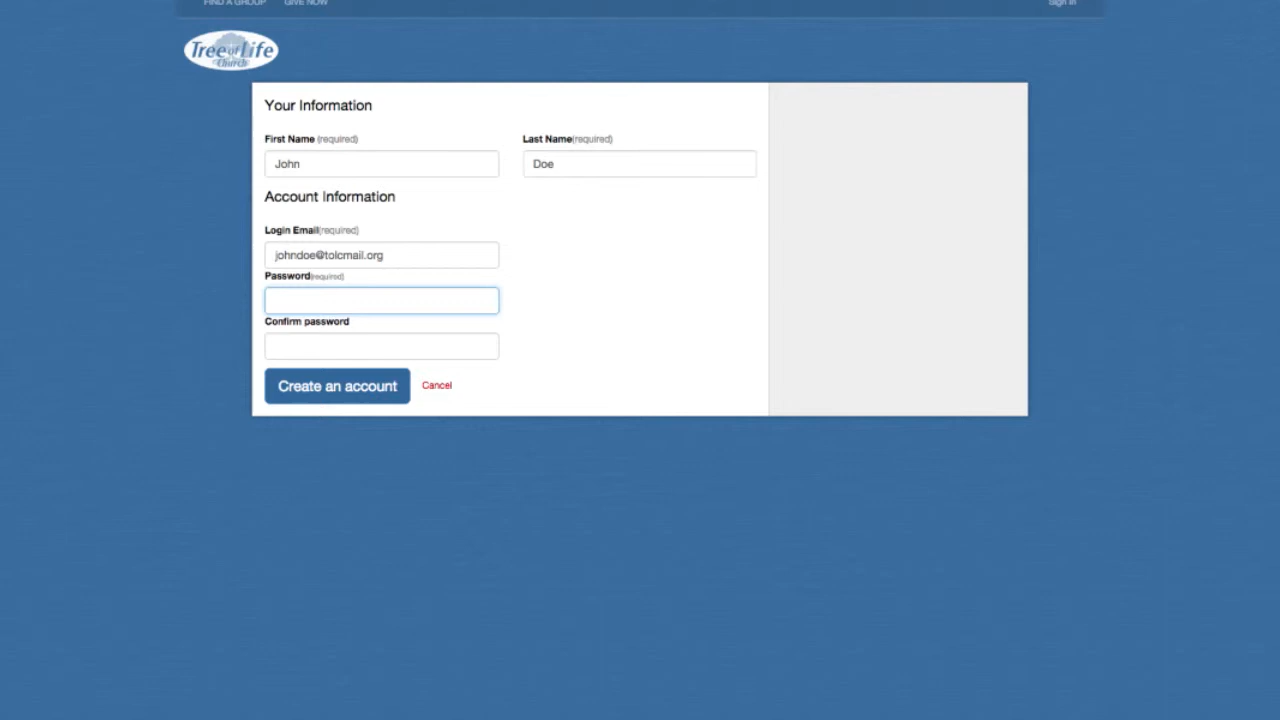 FIND A GROUP GIVE NOW Sign In
Tree of Life
Church
Your Information
First Name (required) Last Name(required)
John Doe
Account Information
Login Email(required)
johndoe@tolcmail.org
Password(required)
Confirm password
Create an account Cancel